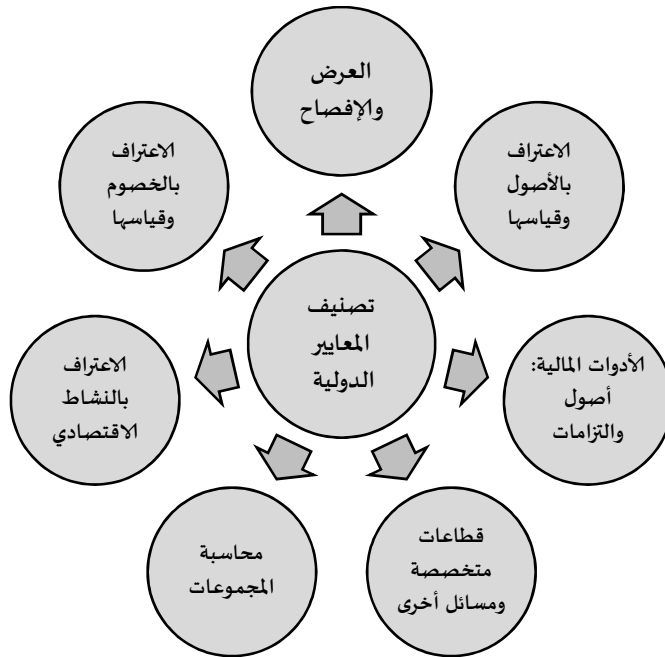 العرض
والإفصاح
الاعتراف
بالأصول
وقياسها
الاعتراف
بالخصوم
وقياسها
تصنيف
المعايير
الدولية
الأدوات المالية:
أصول
والتزامات
الاعتراف
بالنشاط
الاقتصادي
قطاعات
متخصصة
ومسائل أخرى
محاسبة
المجموعات